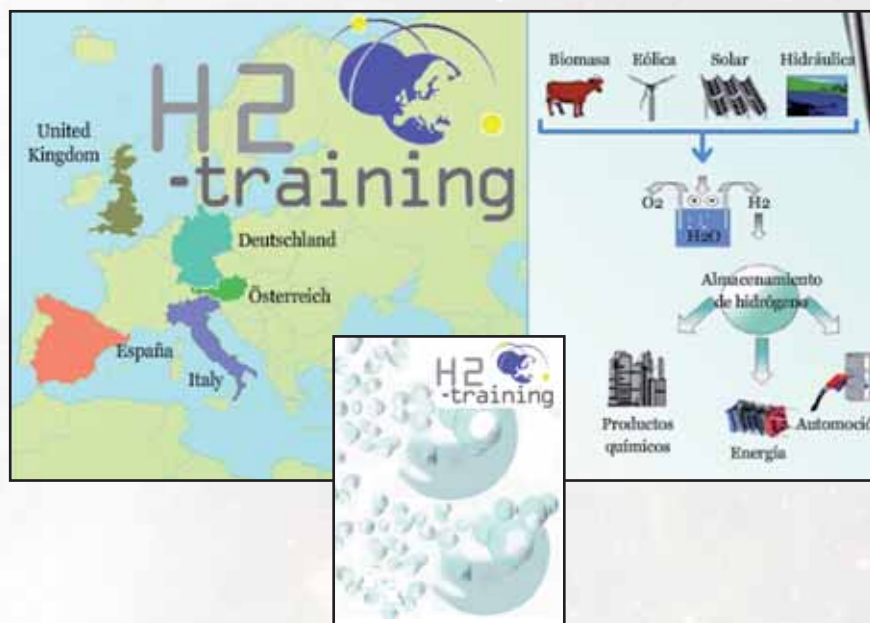 H2
-training
United
Kingdom
Deutschland
Österreich
España
Italy
Biomasa
Eólica
Solar
Hidráulica
O2
H2
H2O
Almacenamiento
de hidrógeno
Productos
químicos
Energía
Automoció
H2
-training